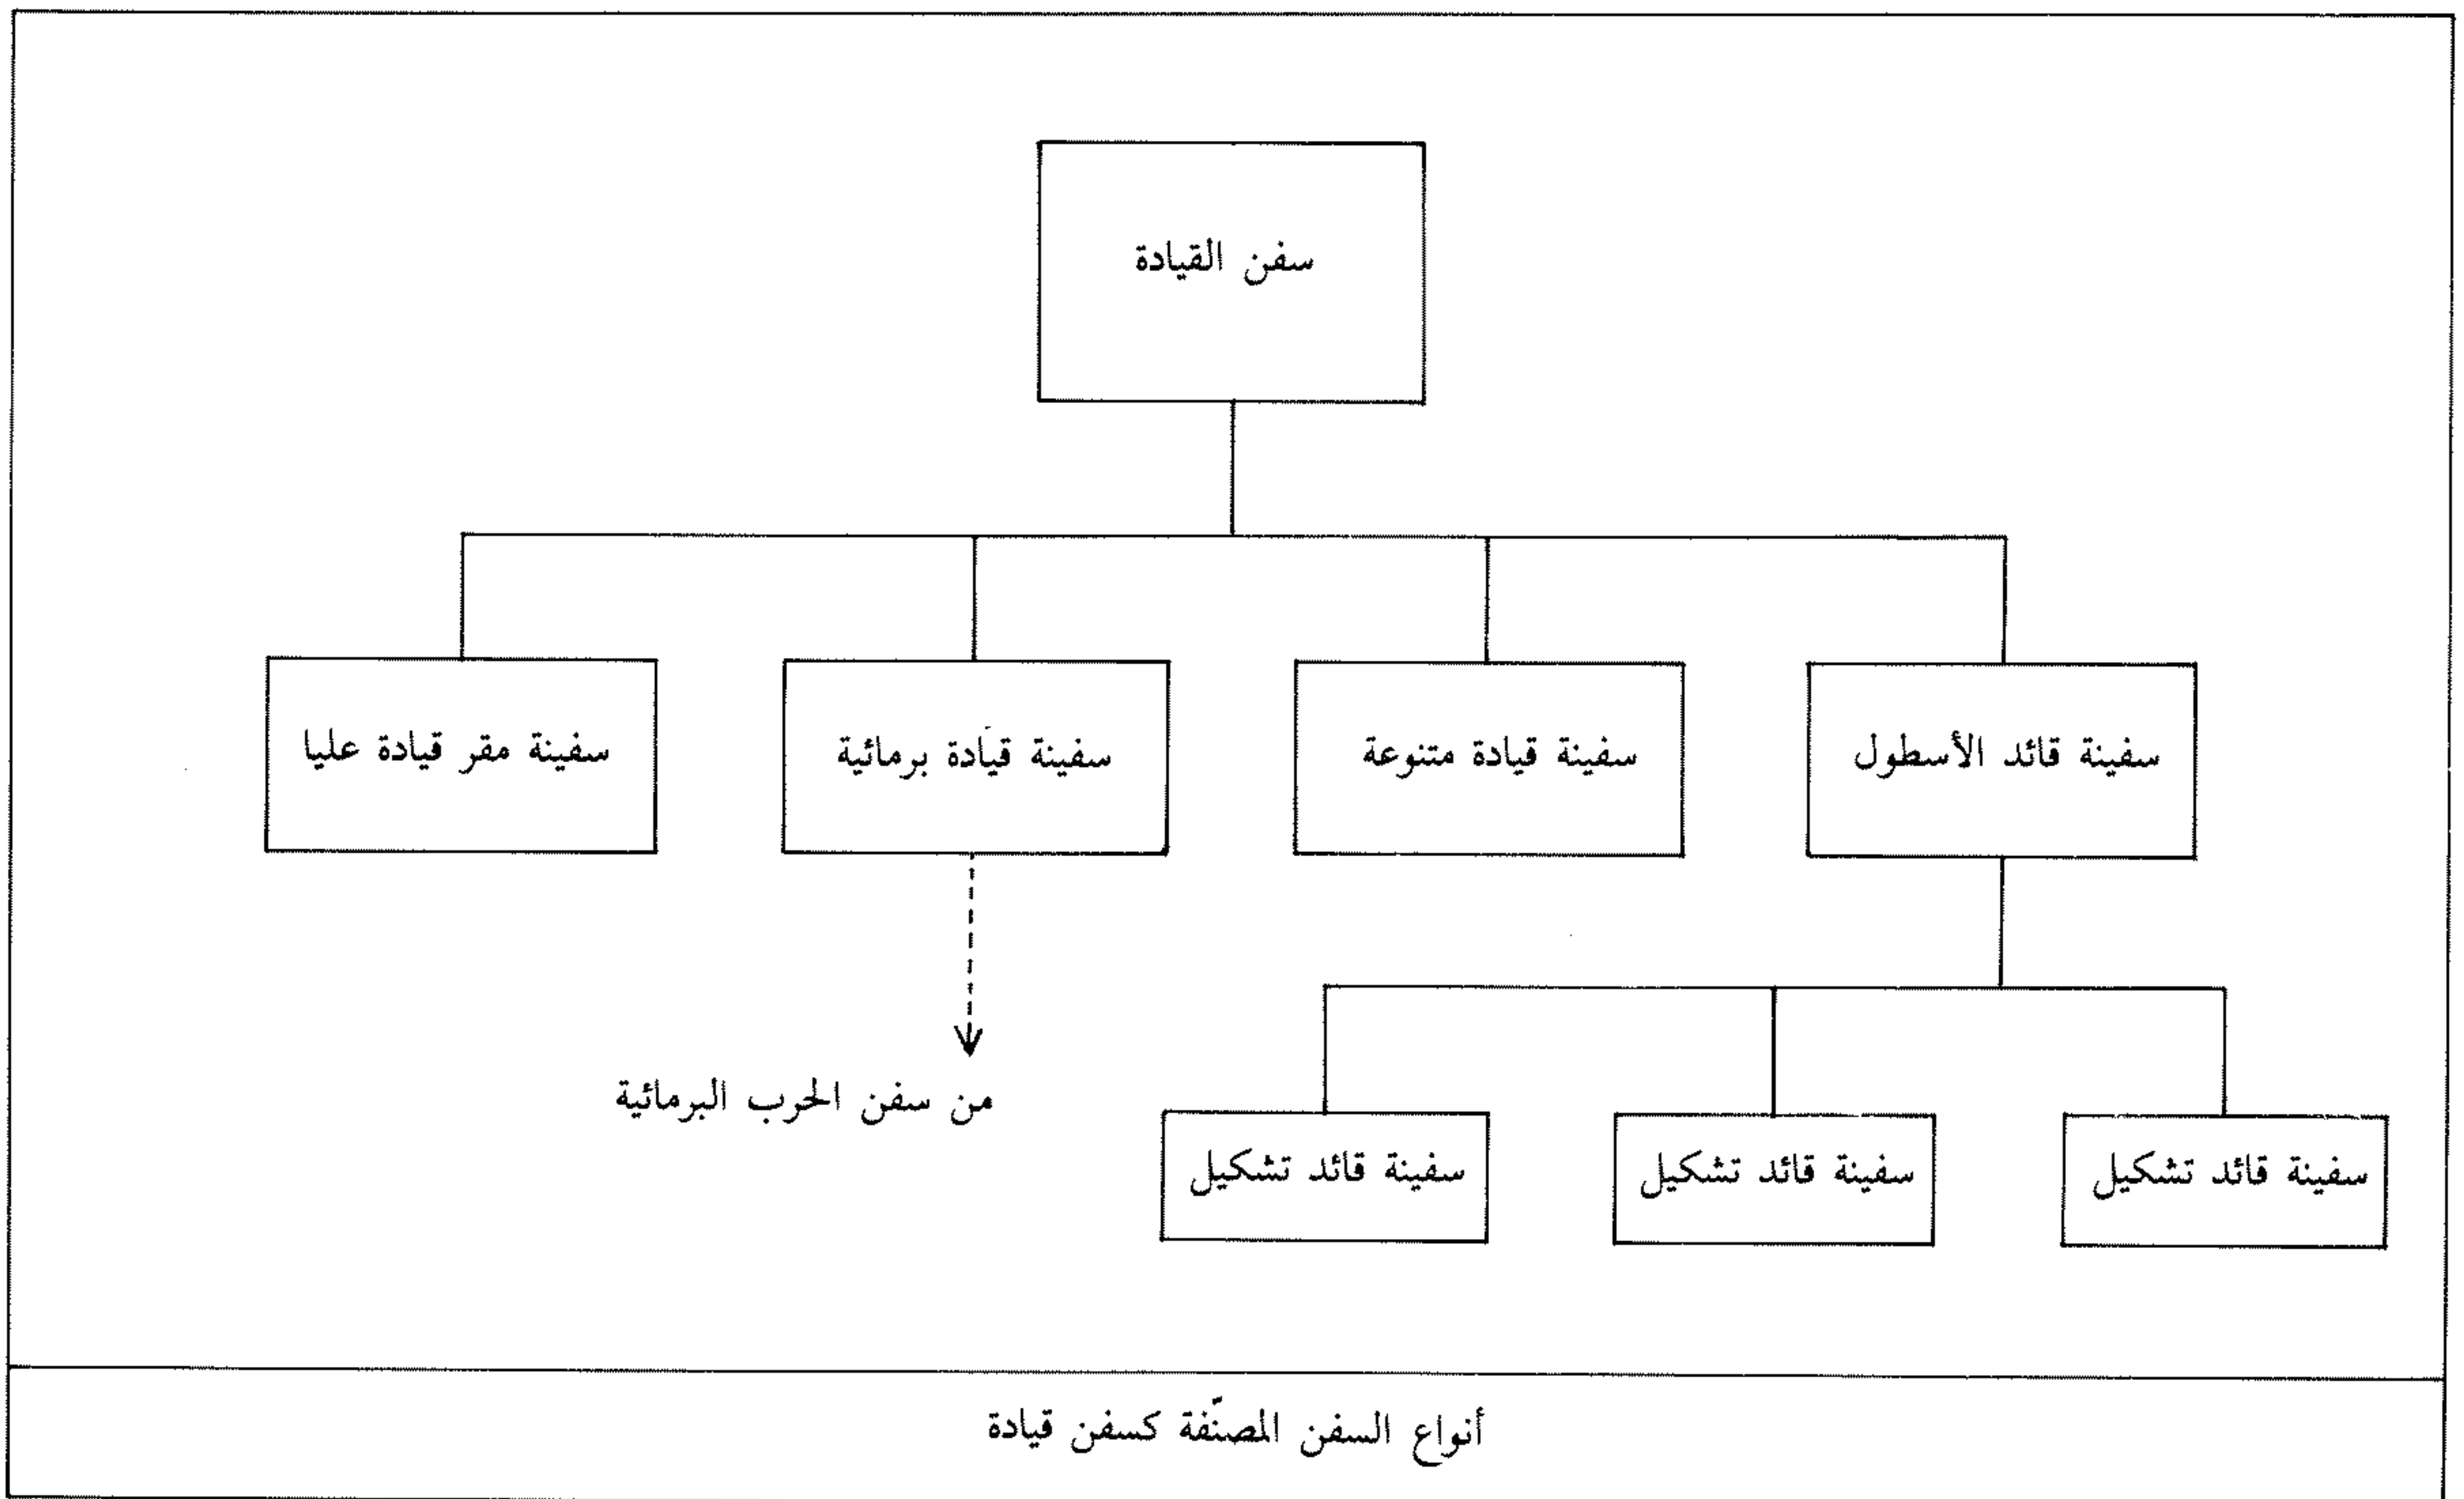 سفن القيادة
سفينة قائد الأسطول
سفينة قيادة متنوعة
سفينة قيادة برمائية
سفينة مقر قيادة عليا
من سفن الحرب البرمائية
سفينة قائد تشكيل
سفينة قائد تشكيل
سفينة قائد تشكيل
أنواع السفن المصنّفة كسفن قيادة